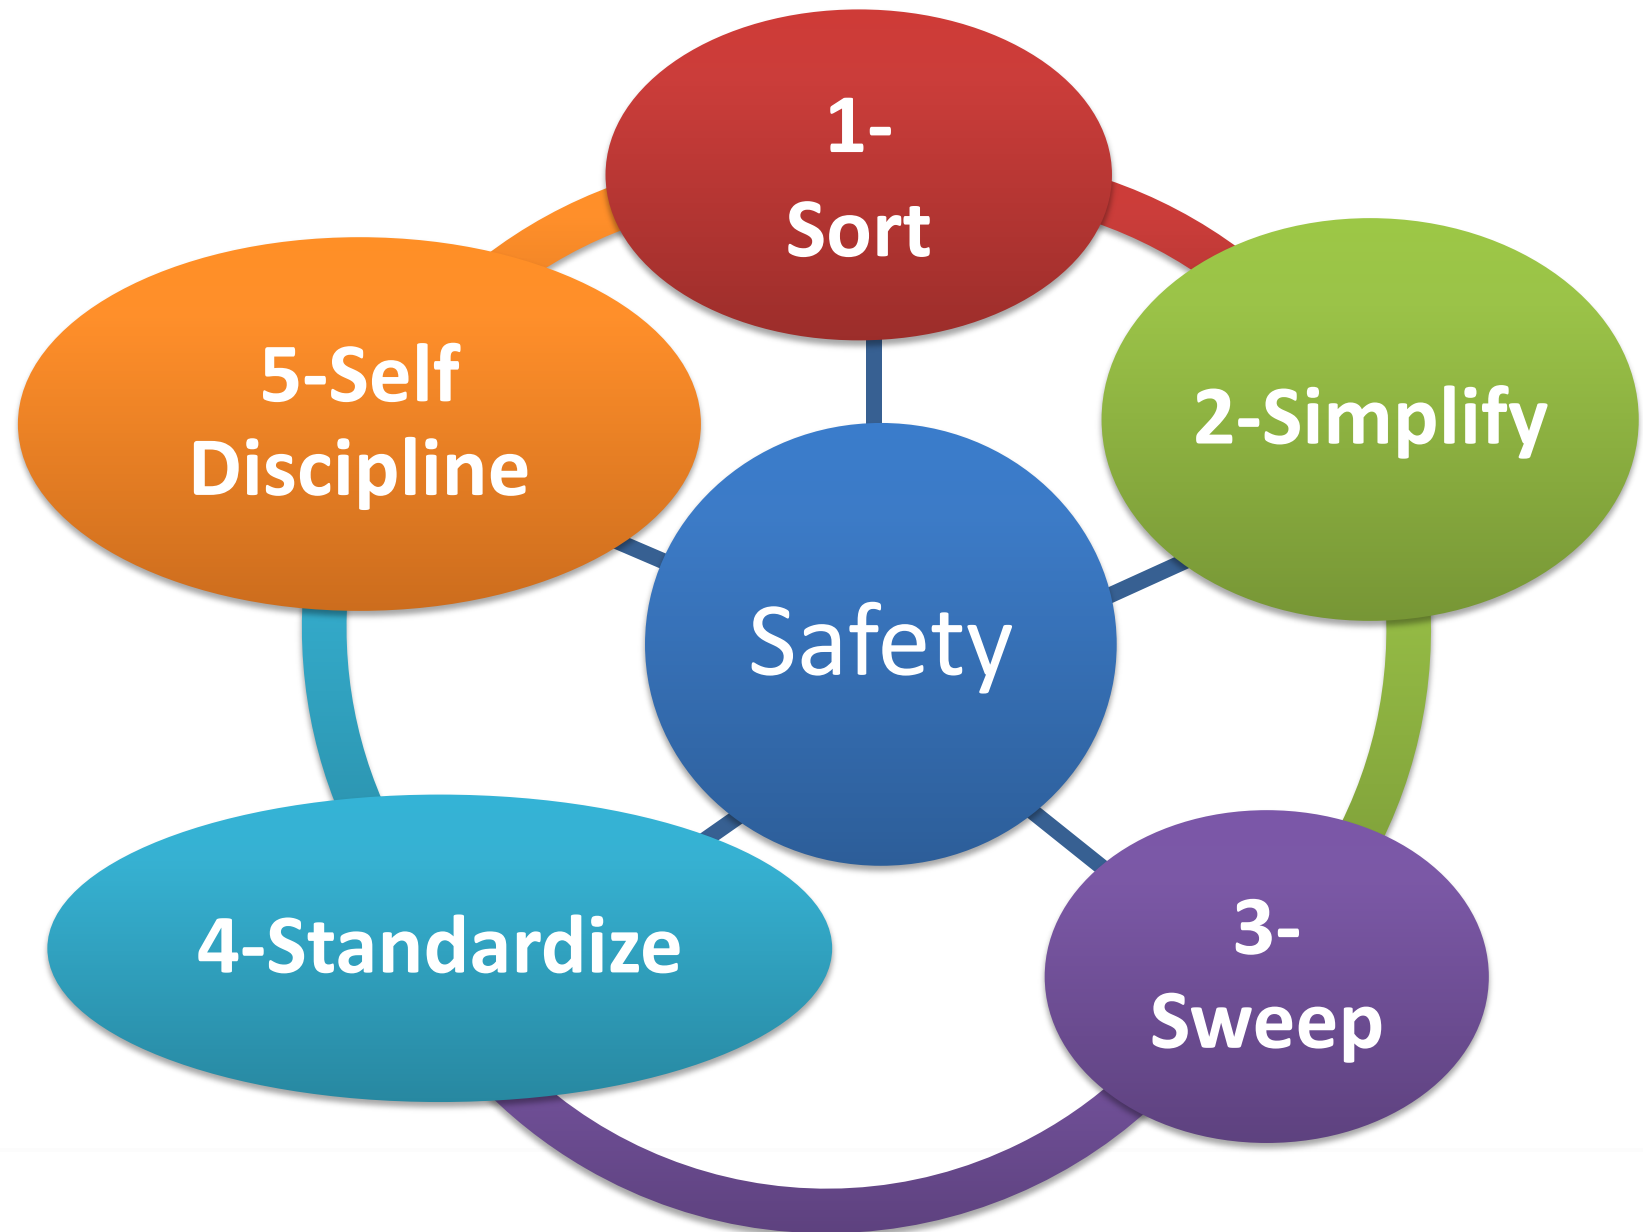 1-
Sort
2-Simplify
3-
Sweep
4-Standardize
5-Self
Discipline
Safety